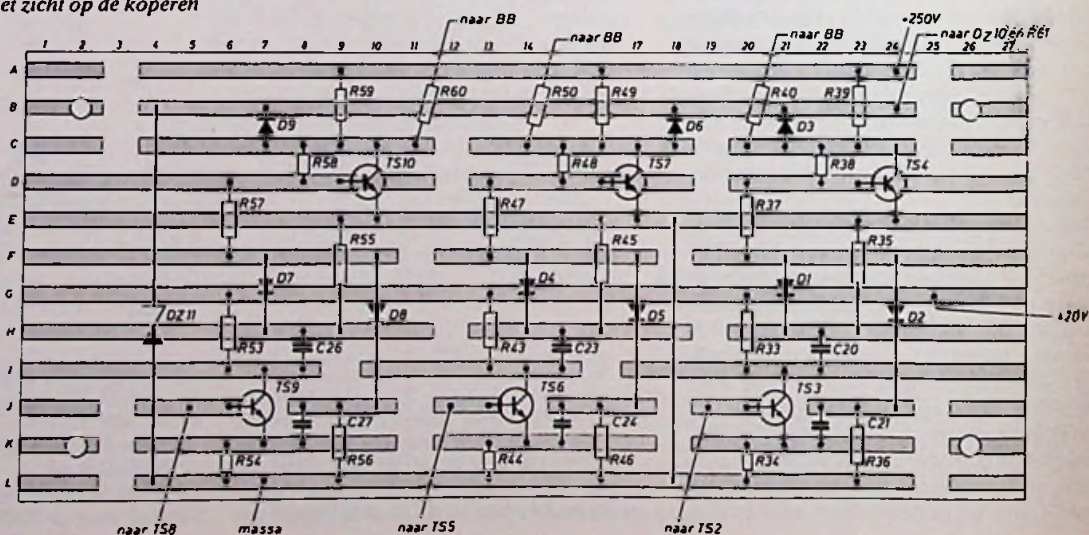 et zicht op de koperen
naar BB
naar BB
naar BB
+250V
naar DZ10 en R61
1 2 3 4 5 6 7 8 9 10 11 12 13 14 15 16 17 18 19 20 21 22 23 24 25 26 27
A
R59 R60 R50 R49 R40 R39
B
D9 D6 D3
C
R58 TS10 R48 TS7 R38 TS4
D
R57 R47 R37
E
R55 R45 R35
F
D7 D4 D1
G
DZ11 D8 D5 D2
+20V
H
R53 C26 R43 C23 R33 C20
I
TS9 TS6 TS3
J
C27 C24 C21
K
R54 R56 R44 R46 R34 R36
L
naar TS8 massa naar TS5 naar TS2